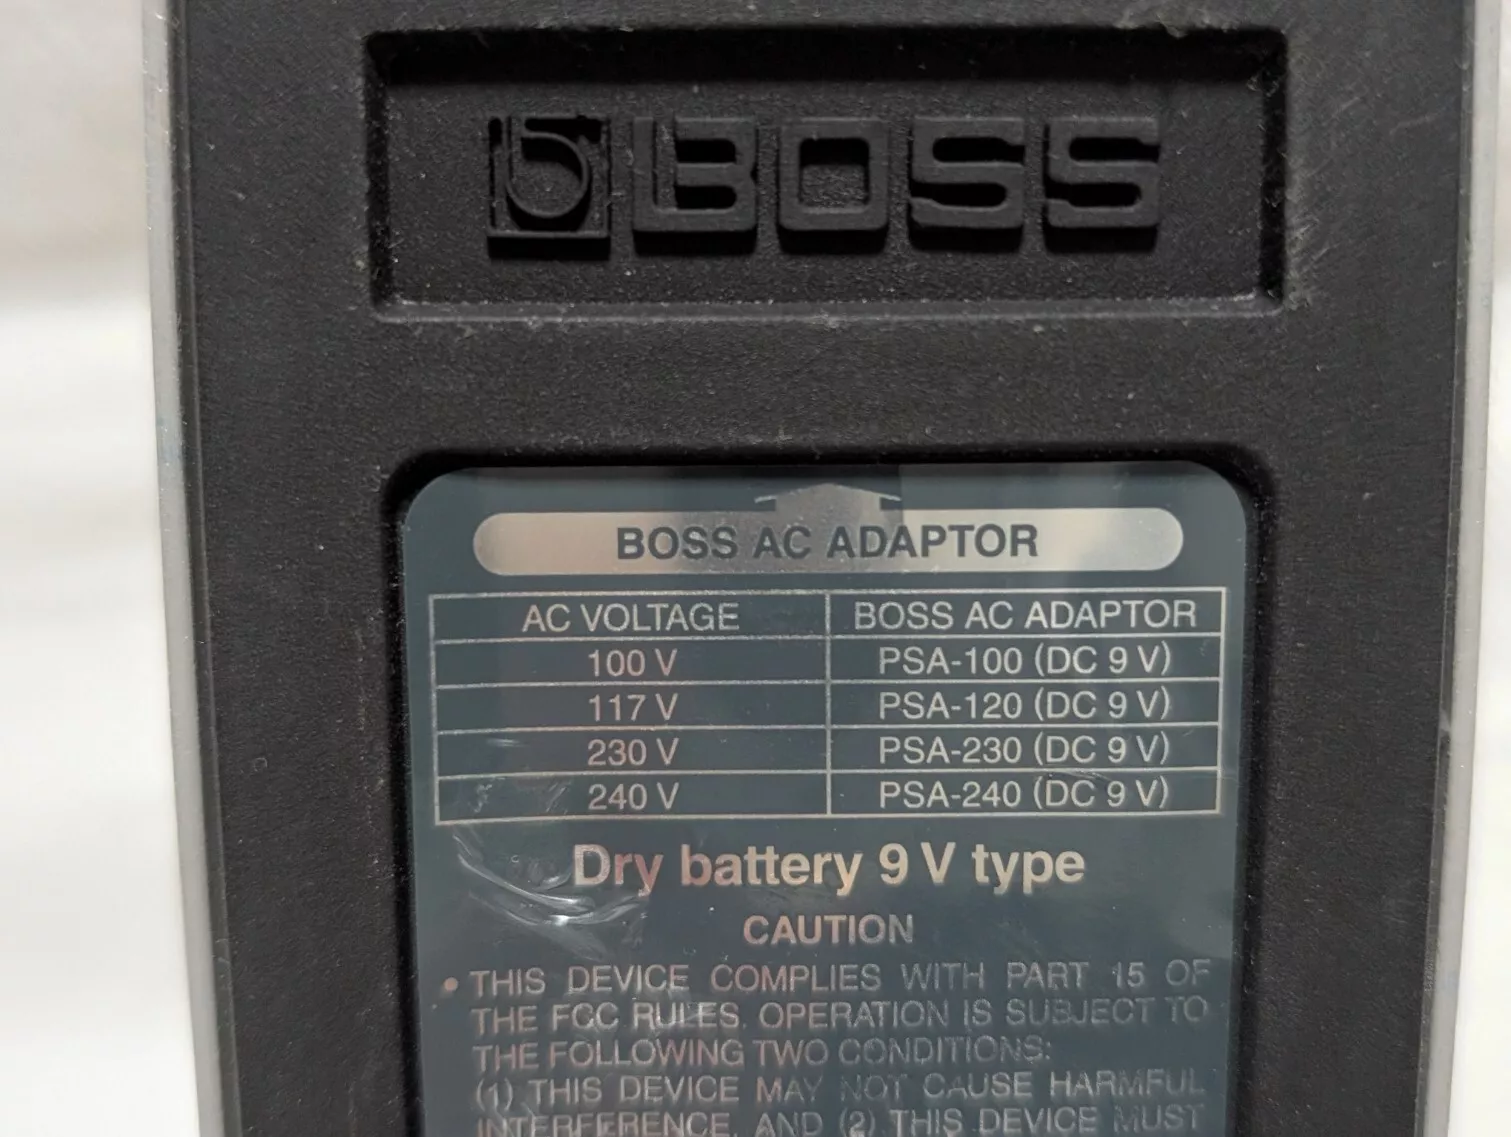 BOSS
BOSS AC ADAPTOR
AC VOLTAGE BOSS AC ADAPTOR
100 V PSA-100 (DC 9 V)
117 V PSA-120 (DC 9 V)
230 V PSA-230 (DC 9 V)
240 V PSA-240 (DC 9 V)
Dry battery 9 V type
CAUTION
• THIS DEVICE COMPLIES WITH PART 15 OF
THE FCC RULES. OPERATION IS SUBJECT TO
THE FOLLOWING TWO CONDITIONS:
(1) THIS DEVICE MAY NOT CAUSE HARMFUL
INTERFERENCE, AND (2) THIS DEVICE MUST